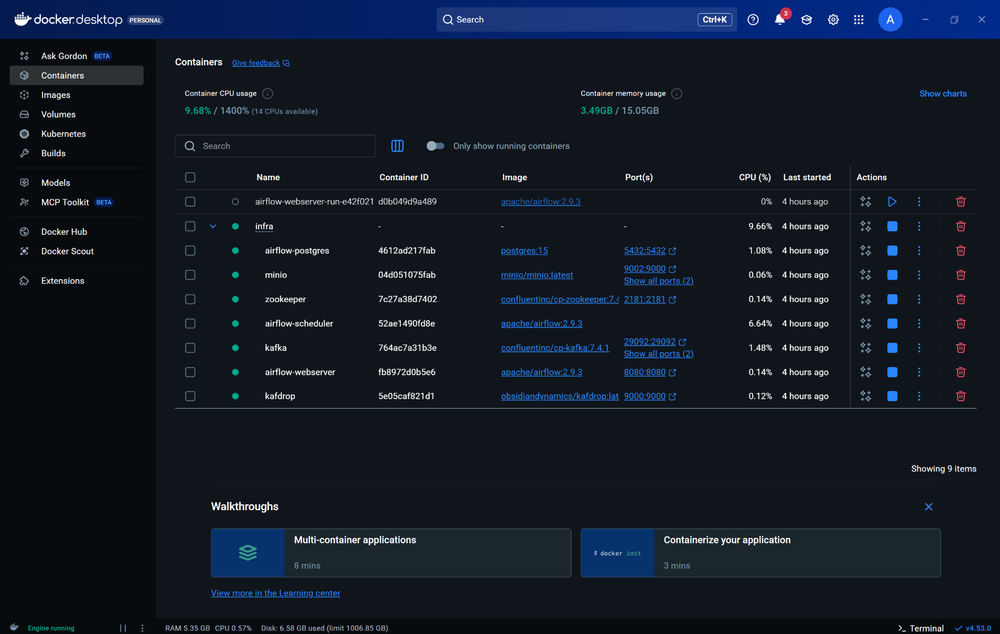 docker.desktop PERSONAL
Search Ctrl+K
3
A
Ask Gordon BETA
Containers
Images
Volumes
Kubernetes
Builds
Models
MCP Toolkit BETA
Docker Hub
Docker Scout
Extensions
Containers Give feedback
Container CPU usage
9.68% / 1400% (14 CPUs available)
Container memory usage
3.49GB / 15.05GB
Show charts
Search
Only show running containers
Name Container ID Image Port(s) CPU (%) Last started Actions
airflow-webserver-run-e42f021 d0b049d9a489 apache/airflow:2.9.3 0% 4 hours ago
infra - - - 9.66% 4 hours ago
airflow-postgres 4612ad217fab postgres:15 5432:5432 1.08% 4 hours ago
minio 04d051075fab minio/minio:latest 9002:9000 0.06% 4 hours ago
Show all ports (2)
zookeeper 7c27a38d7402 confluentinc/cp-zookeeper:7.4 2181:2181 0.14% 4 hours ago
airflow-scheduler 52ae1490fd8e apache/airflow:2.9.3 6.64% 4 hours ago
kafka 764ac7a31b3e confluentinc/cp-kafka:7.4.1 29092:29092 1.48% 4 hours ago
Show all ports (2)
airflow-webserver fb8972d0b5e6 apache/airflow:2.9.3 8080:8080 0.14% 4 hours ago
kafdrop 5e05caf821d1 obsidiandynamics/kafdrop:lat 9000:9000 0.12% 4 hours ago
Showing 9 items
Walkthroughs
Multi-container applications
8 mins
$ docker init
Containerize your application
3 mins
View more in the Learning center
Engine running
RAM 5.35 GB CPU 0.57% Disk: 6.58 GB used (limit 1006.85 GB)
Terminal v4.53.0